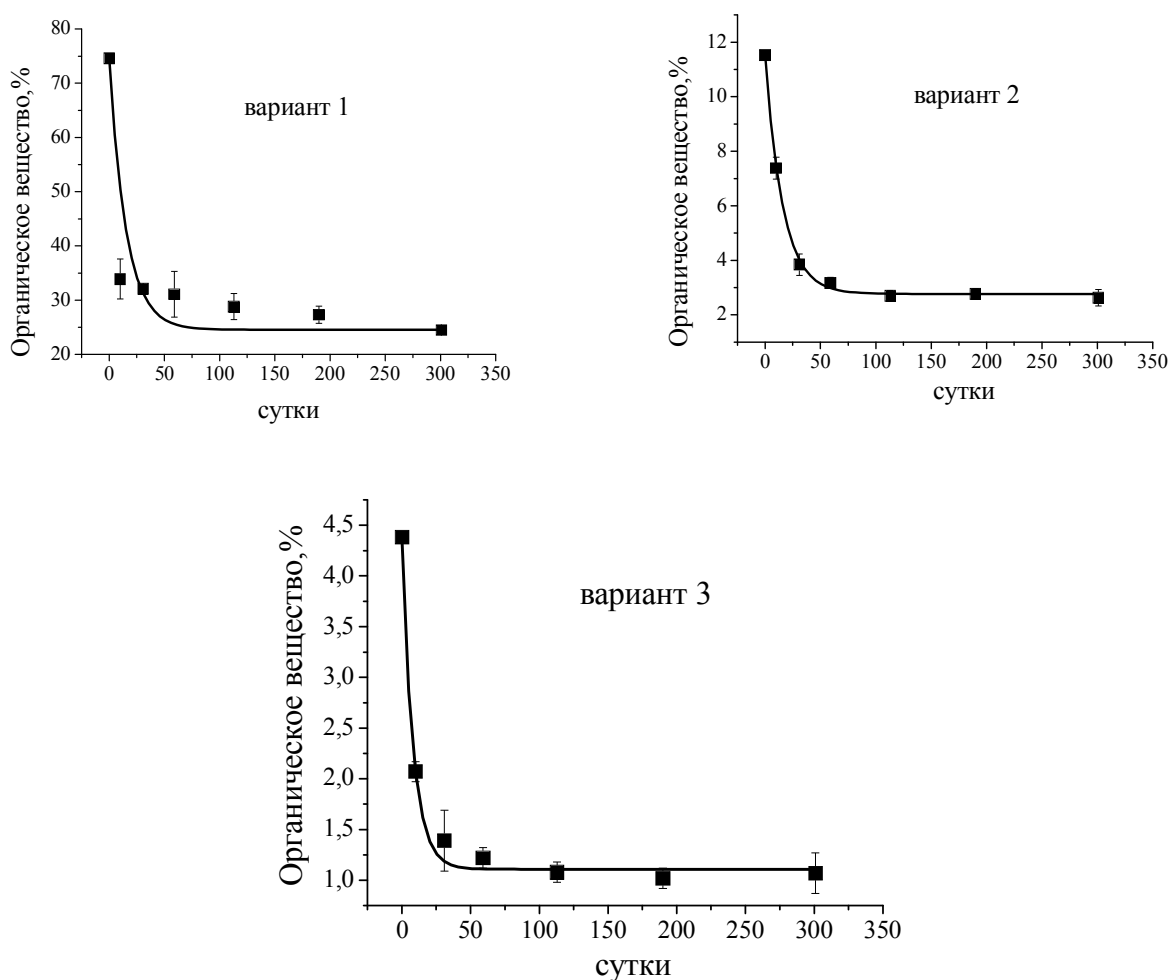 80
70
60
50
40
30
20
0 50 100 150 200 250 300 350
Органическое вещество,%
вариант 1
сутки
12
10
8
6
4
2
0 50 100 150 200 250 300 350
Органическое вещество,%
вариант 2
сутки
4,5
4,0
3,5
3,0
2,5
2,0
1,5
1,0
0 50 100 150 200 250 300 350
Органическое вещество,%
вариант 3
сутки